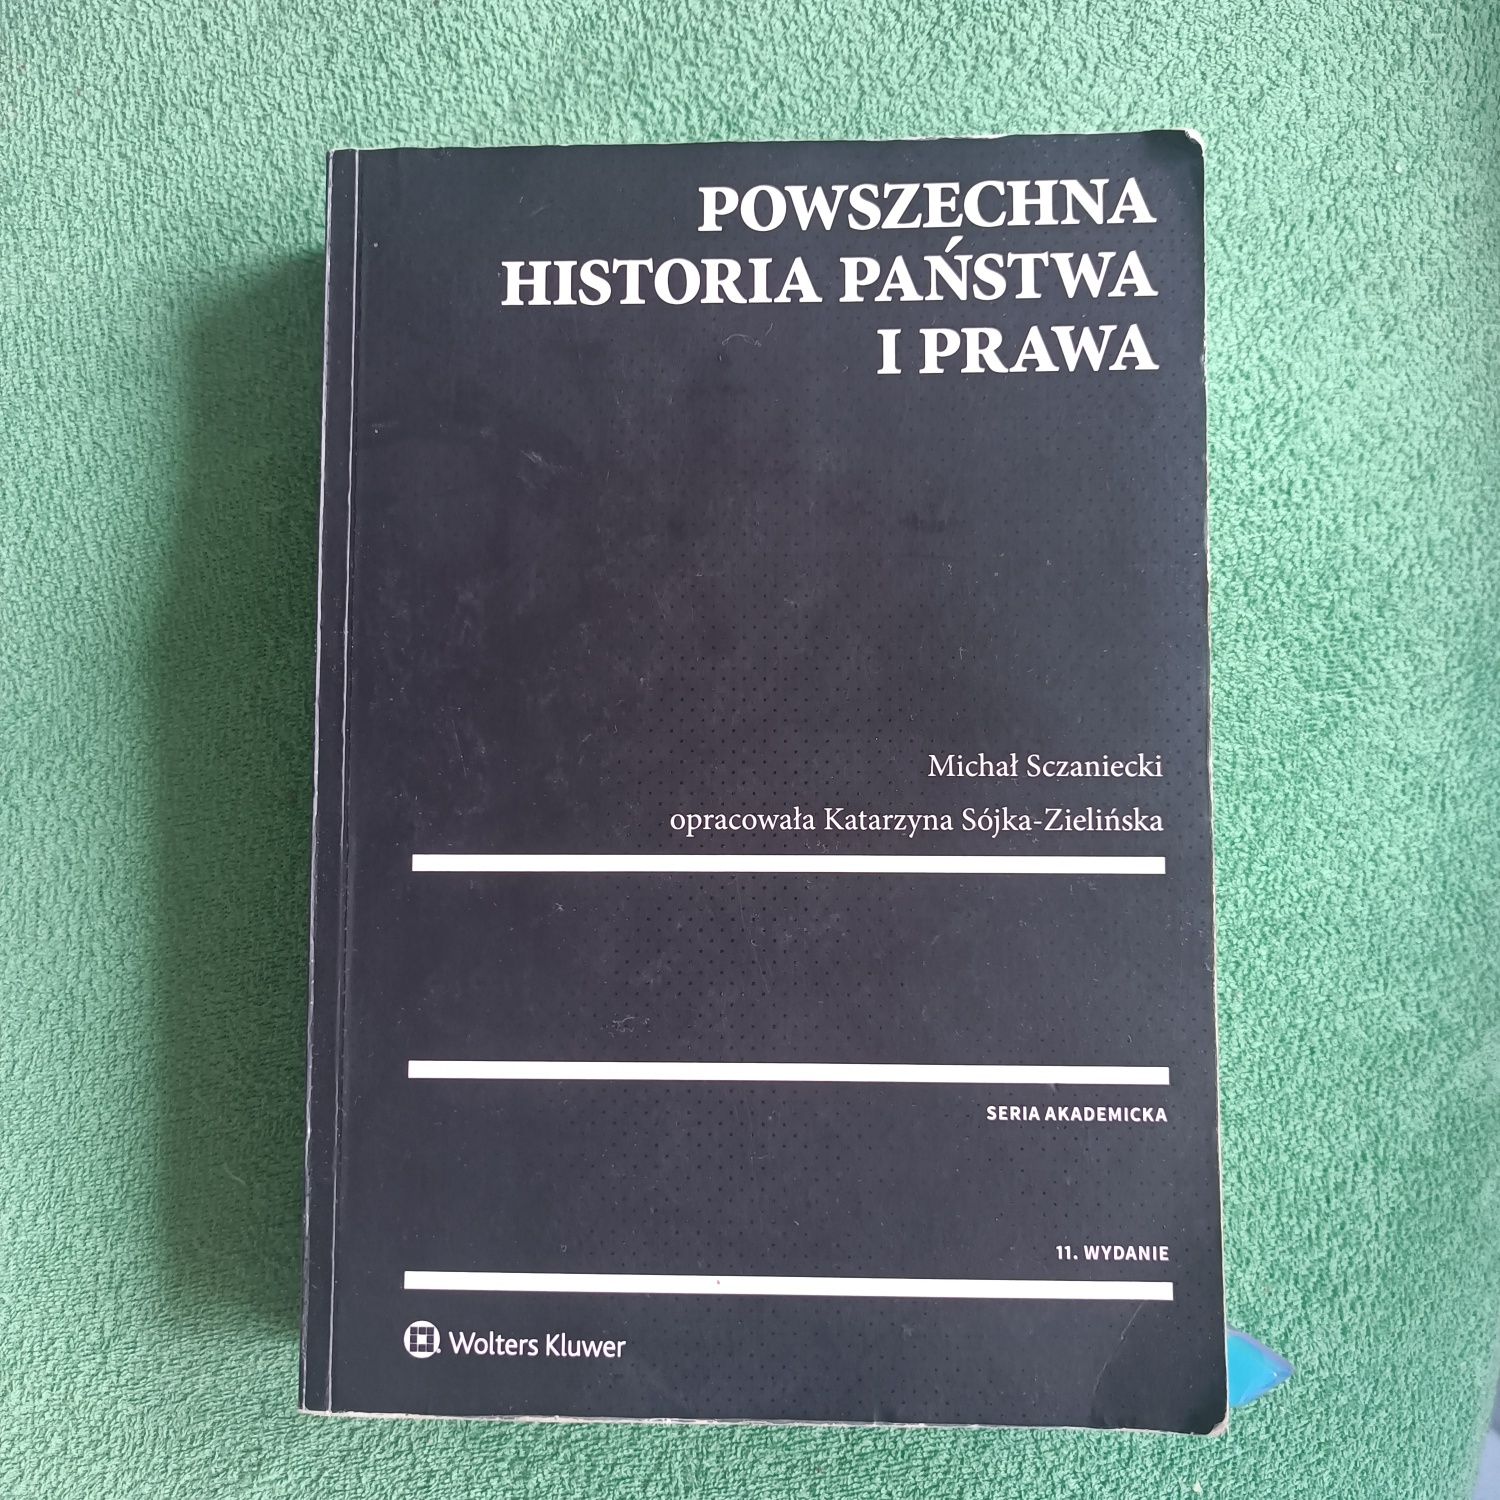 POWSZECHNA
HISTORIA PAŃSTWA
I PRAWA
Michał Sczaniecki
opracowała Katarzyna Sójka-Zielińska
SERIA AKADEMICKA
11. WYDANIE
Wolters Kluwer